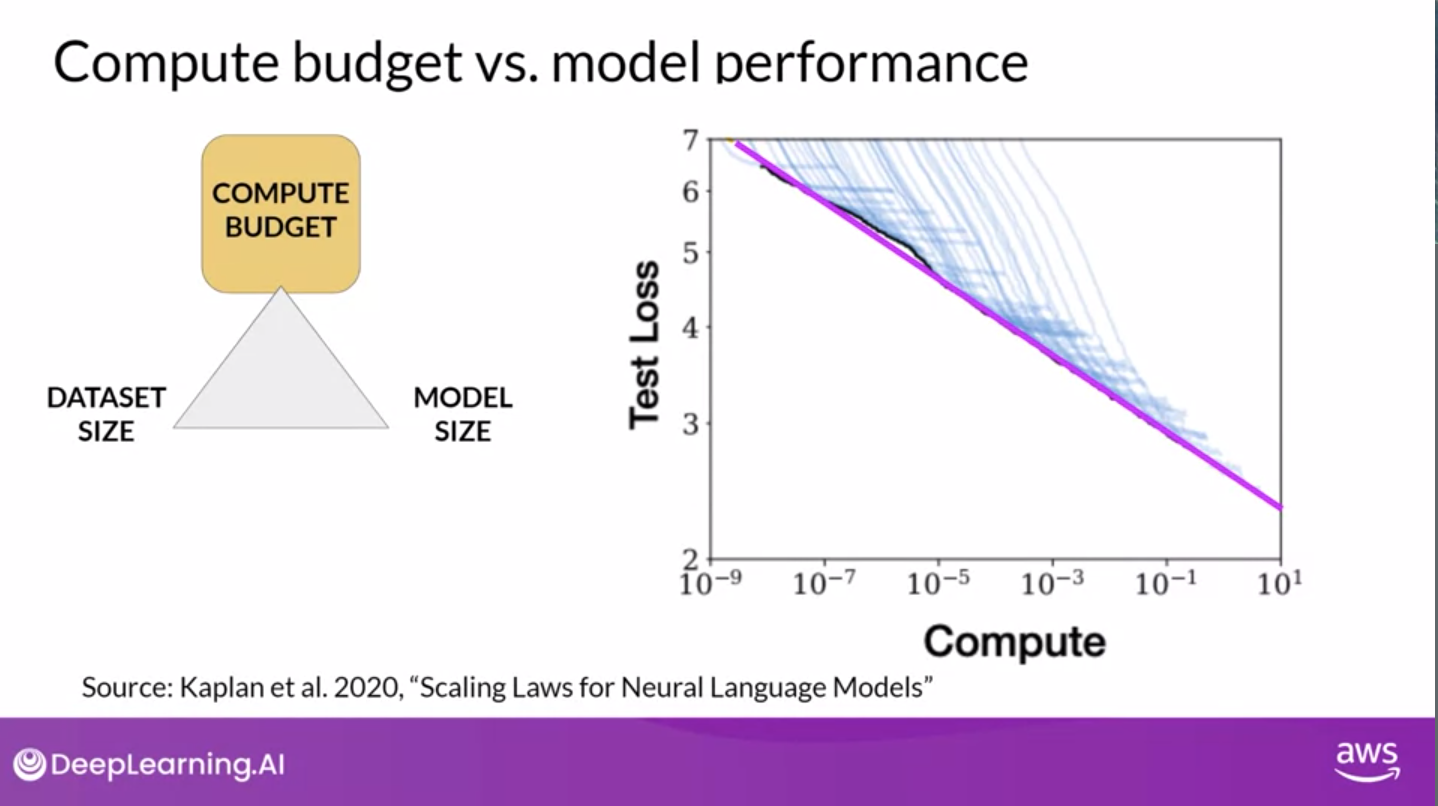 Compute budget vs. model performance
COMPUTE
BUDGET
DATASET
SIZE
MODEL
SIZE
7
6
5
4
3
2
Test Loss
10⁻⁹ 10⁻⁷ 10⁻⁵ 10⁻³ 10⁻¹ 10¹
Compute
Source: Kaplan et al. 2020, “Scaling Laws for Neural Language Models”
DeepLearning.AI
aws